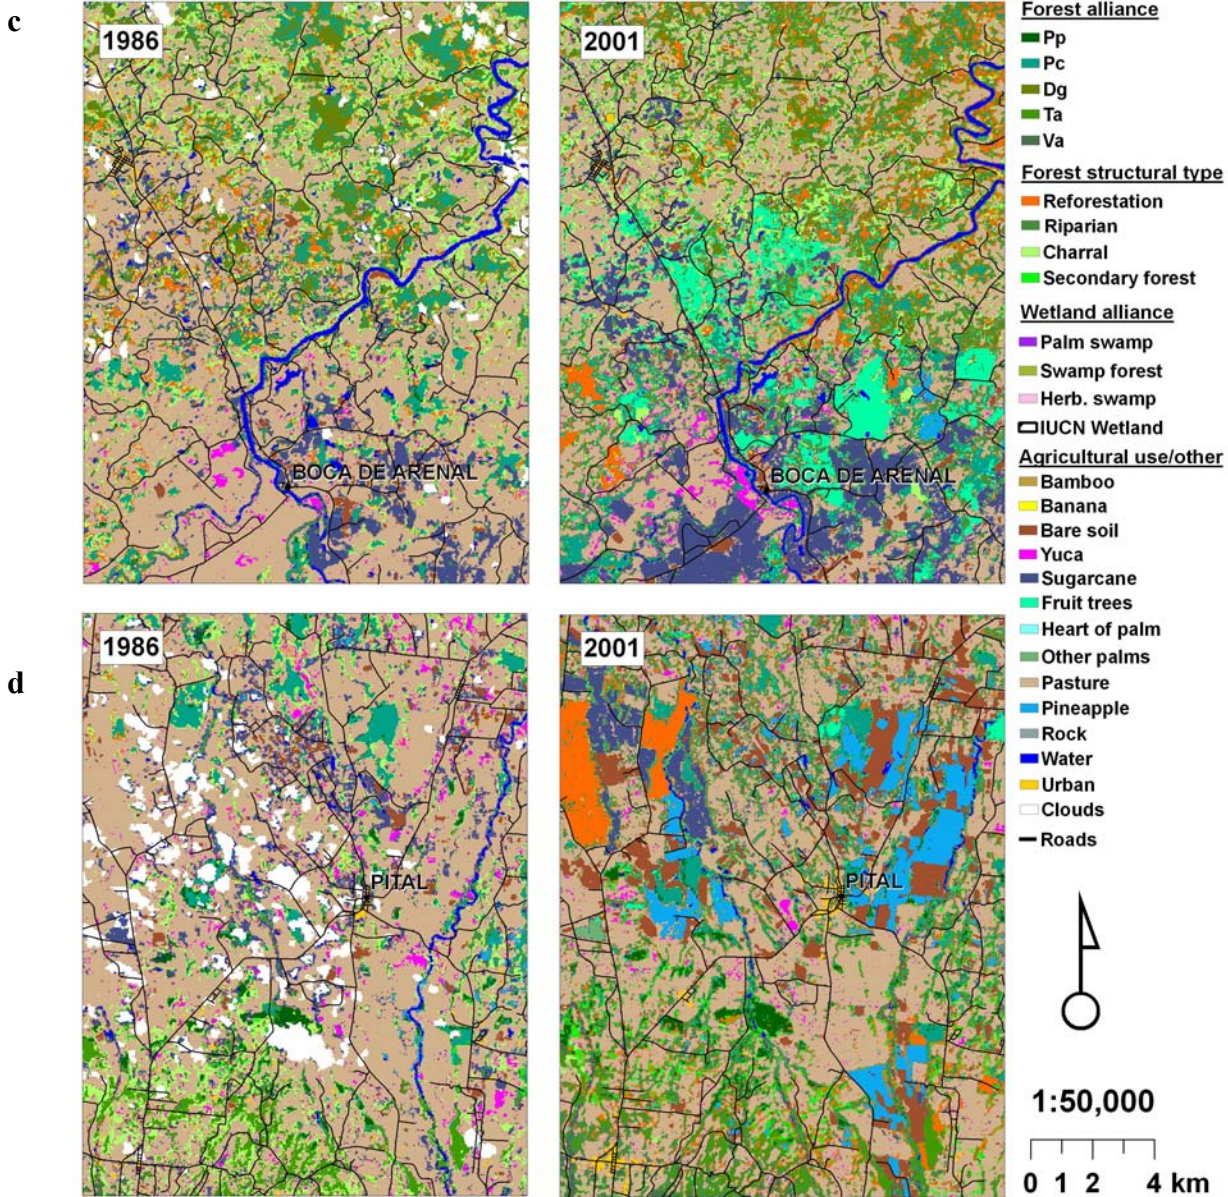 c
1986
BOCA DE ARENAL
2001
BOCA DE ARENAL
d
1986
PITAL
2001
PITAL
Forest alliance
Pp
Pc
Dg
Ta
Va
Forest structural type
Reforestation
Riparian
Charral
Secondary forest
Wetland alliance
Palm swamp
Swamp forest
Herb. swamp
IUCN Wetland
Agricultural use/other
Bamboo
Banana
Bare soil
Yuca
Sugarcane
Fruit trees
Heart of palm
Other palms
Pasture
Pineapple
Rock
Water
Urban
Clouds
Roads
1:50,000
0 1 2 4 km